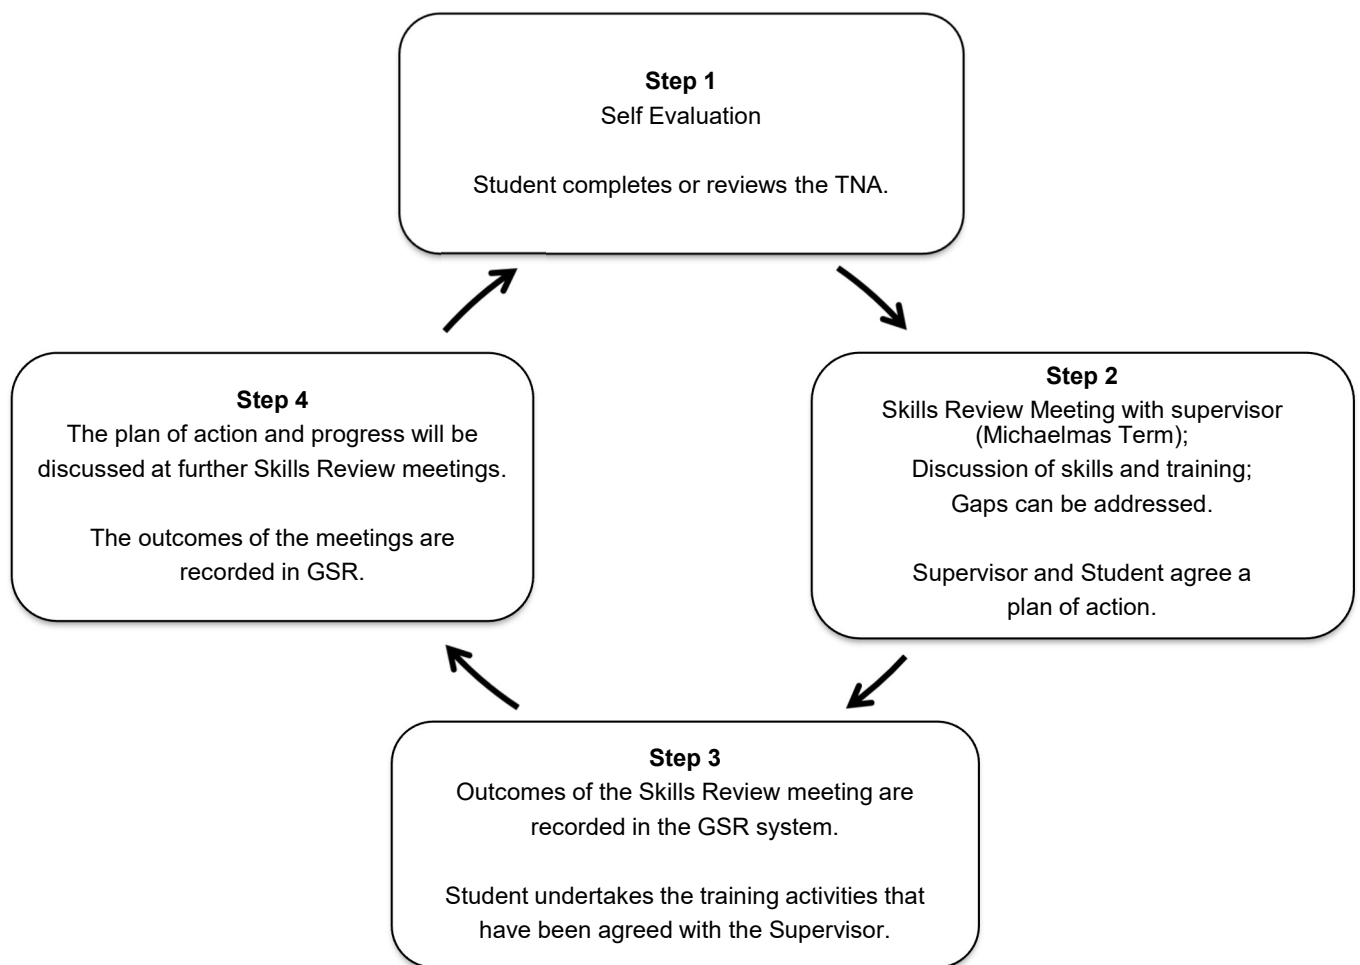 Step 1
Self Evaluation
Student completes or reviews the TNA.
Step 2
Skills Review Meeting with supervisor
(Michaelmas Term);
Discussion of skills and training;
Gaps can be addressed.
Supervisor and Student agree a
plan of action.
Step 3
Outcomes of the Skills Review meeting are
recorded in the GSR system.
Student undertakes the training activities that
have been agreed with the Supervisor.
Step 4
The plan of action and progress will be
discussed at further Skills Review meetings.
The outcomes of the meetings are
recorded in GSR.